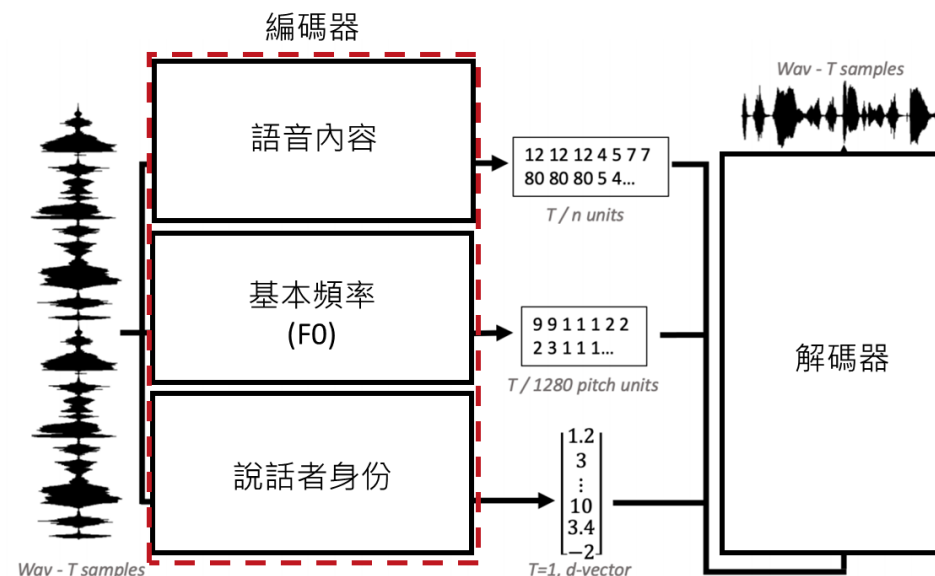 編碼器
語音內容
基本頻率
(F0)
說話者身份
Wav - T samples
12 12 12 4 5 7 7
80 80 80 5 4...
T / n units
9 9 1 1 1 2 2
2 3 1 1 1...
T / 1280 pitch units
1.2
3
⋮
10
3.4
−2
T=1, d-vector
Wav - T samples
解碼器